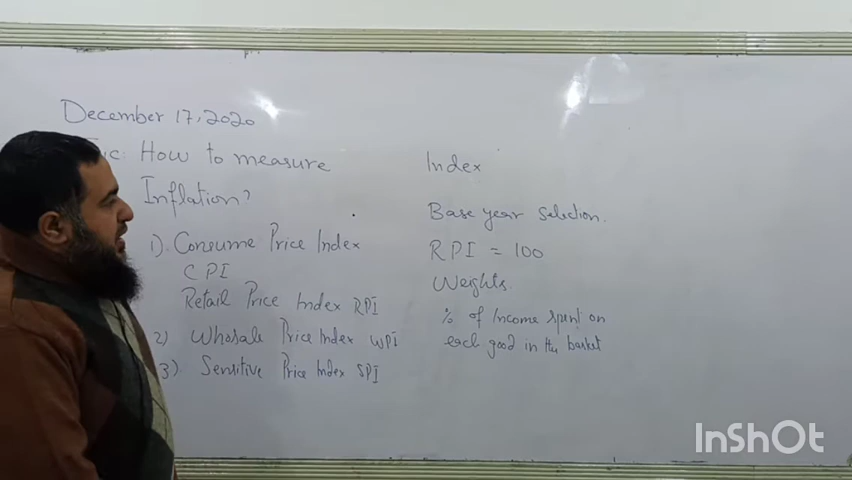 December 17, 2020
How to measure
Inflation?
1). Consume Price Index
CPI
Retail Price Index RPI
2) Whosale Price Index WPI
3) Sensitive Price Index SPI
Index
Base year selection.
RPI = 100
Weights.
% of Income spent on
each good in the basket
InShOt